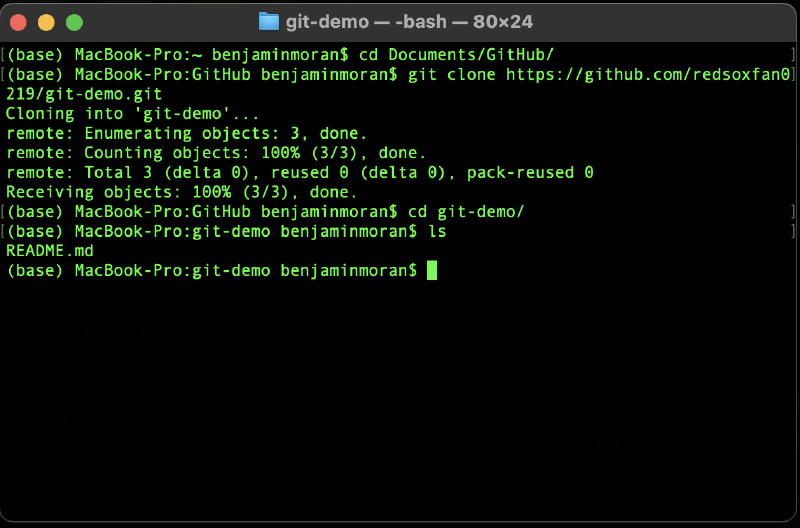 git-demo — -bash — 80×24
[(base) MacBook-Pro:~ benjaminmoran$ cd Documents/GitHub/ ]
[(base) MacBook-Pro:GitHub benjaminmoran$ git clone https://github.com/redsoxfan0]
219/git-demo.git
Cloning into 'git-demo'...
remote: Enumerating objects: 3, done.
remote: Counting objects: 100% (3/3), done.
remote: Total 3 (delta 0), reused 0 (delta 0), pack-reused 0
Receiving objects: 100% (3/3), done.
[(base) MacBook-Pro:GitHub benjaminmoran$ cd git-demo/ ]
[(base) MacBook-Pro:git-demo benjaminmoran$ ls ]
README.md
(base) MacBook-Pro:git-demo benjaminmoran$